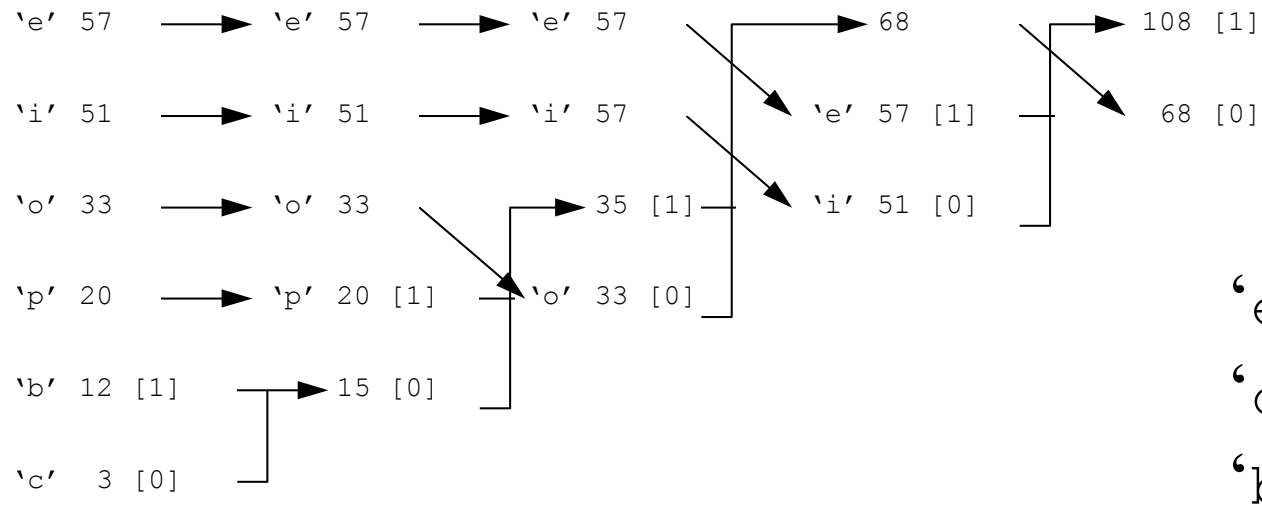 ‘e’ 57 ‘e’ 57 ‘e’ 57 68 108 [1]
‘i’ 51 ‘i’ 51 ‘i’ 57 ‘e’ 57 [1] 68 [0]
‘o’ 33 ‘o’ 33 35 [1] ‘i’ 51 [0]
‘p’ 20 ‘p’ 20 [1] ‘o’ 33 [0]
‘b’ 12 [1] 15 [0]
‘c’ 3 [0]